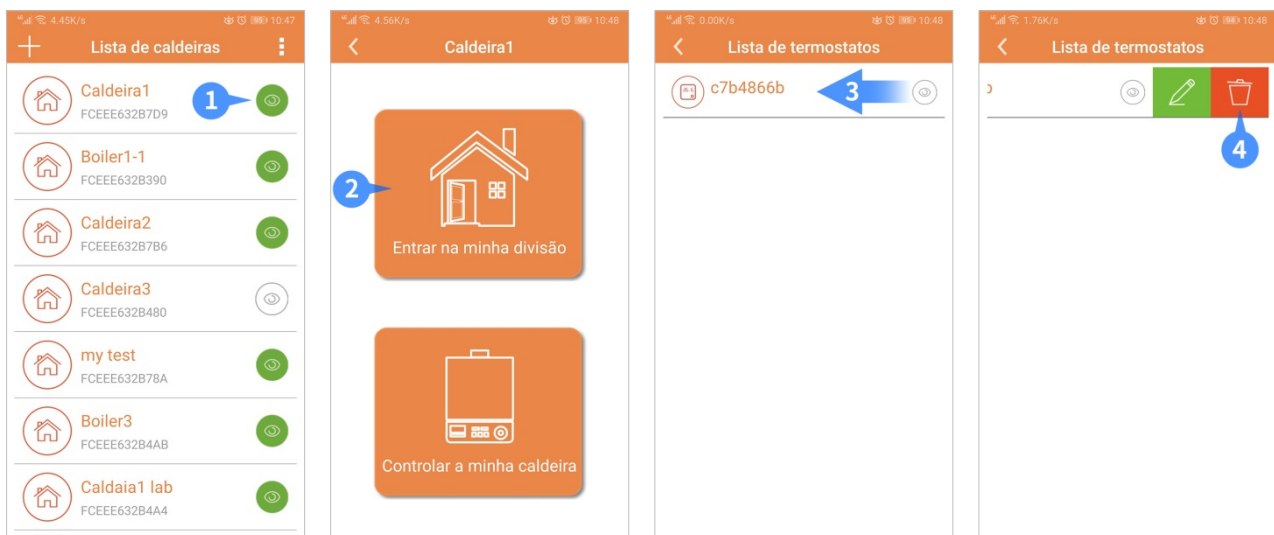 4.45K/s 10:47
Lista de caldeiras
Caldeira1
FCEEE632B7D9
1
Boiler1-1
FCEEE632B390
Caldeira2
FCEEE632B7B6
Caldeira3
FCEEE632B480
my test
FCEEE632B78A
Boiler3
FCEEE632B4AB
Caldaia1 lab
FCEEE632B4A4
4.56K/s 10:48
Caldeira1
2
Entrar na minha divisão
Controlar a minha caldeira
0.00K/s 10:48
Lista de termostatos
c7b4866b
3
1.76K/s 10:48
Lista de termostatos
4